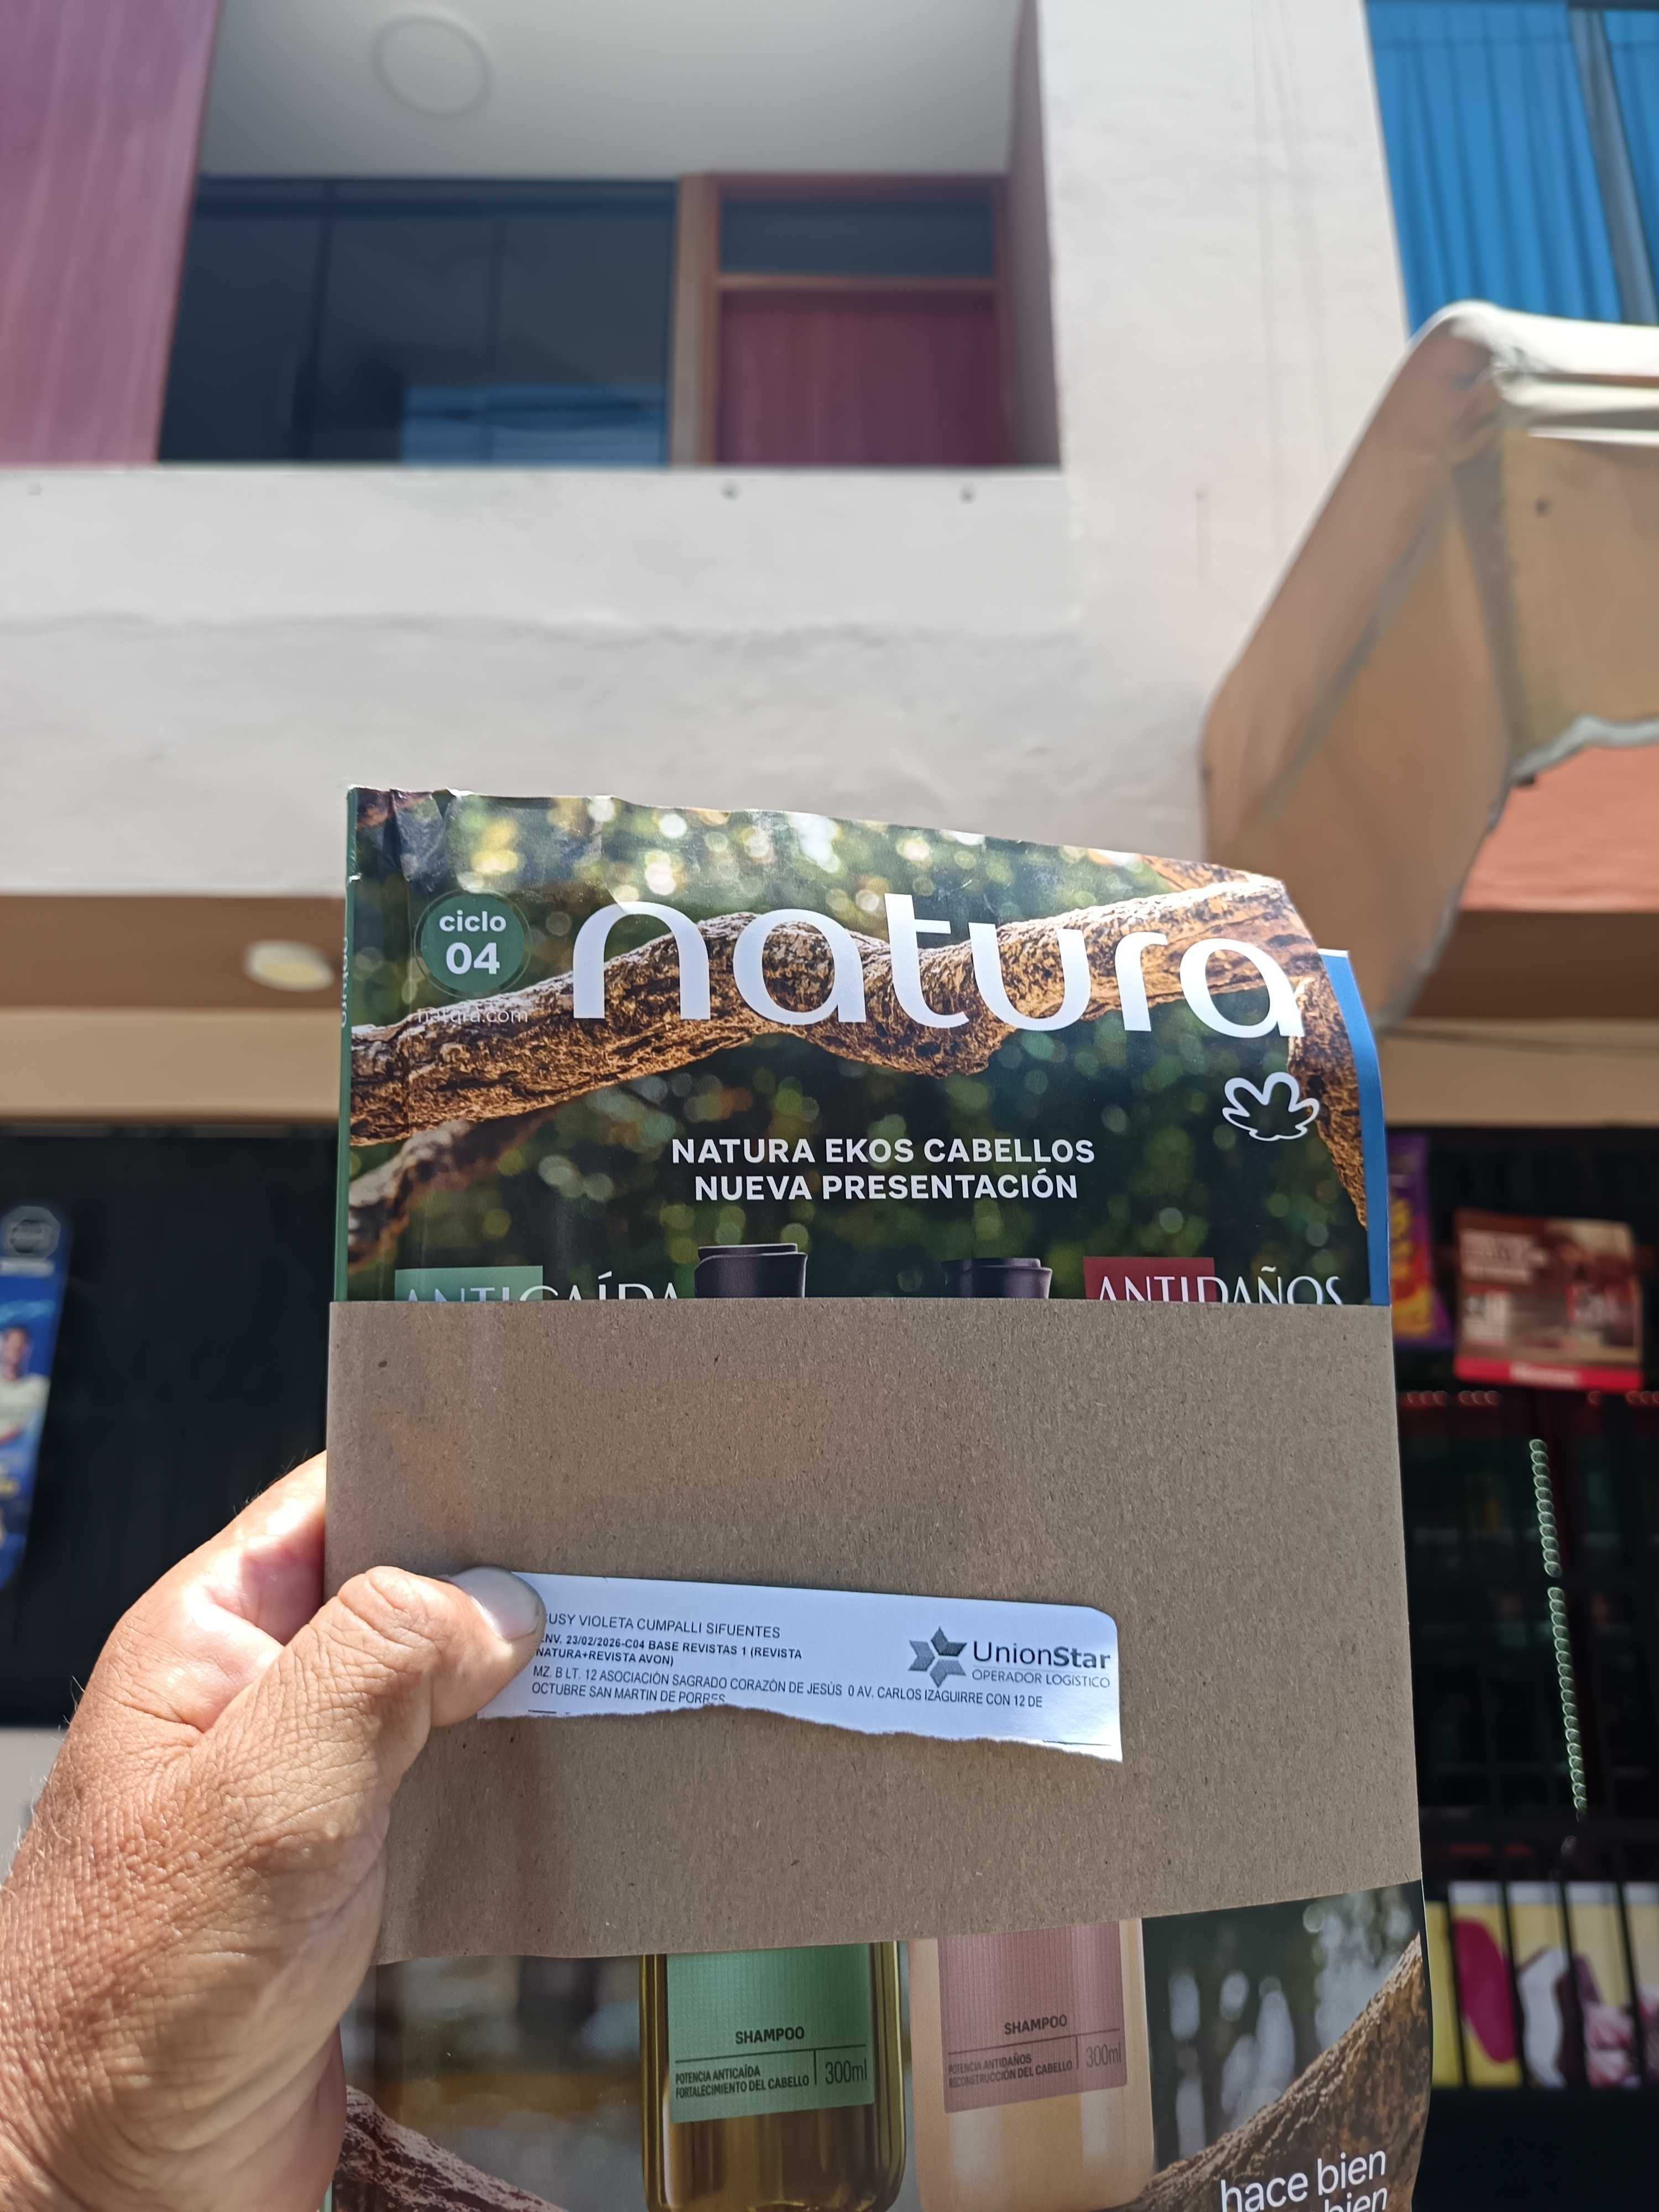 ciclo
04
natura
natura.com
NATURA EKOS CABELLOS
NUEVA PRESENTACIÓN
ANTICAÍDA
ANTIDAÑOS
USY VIOLETA CUMPALLI SIFUENTES
ENV. 23/02/2026-C04 BASE REVISTAS 1 (REVISTA
NATURA+REVISTA AVON)
MZ. B LT. 12 ASOCIACIÓN SAGRADO CORAZÓN DE JESÚS 0 AV. CARLOS IZAGUIRRE CON 12 DE
OCTUBRE SAN MARTIN DE PORRES
UnionStar
OPERADOR LOGÍSTICO
SHAMPOO
POTENCIA ANTICAÍDA
FORTALECIMIENTO DEL CABELLO
300ml
SHAMPOO
POTENCIA ANTIDAÑOS
RECONSTRUCCIÓN DEL CABELLO
300ml
hace bien
bien